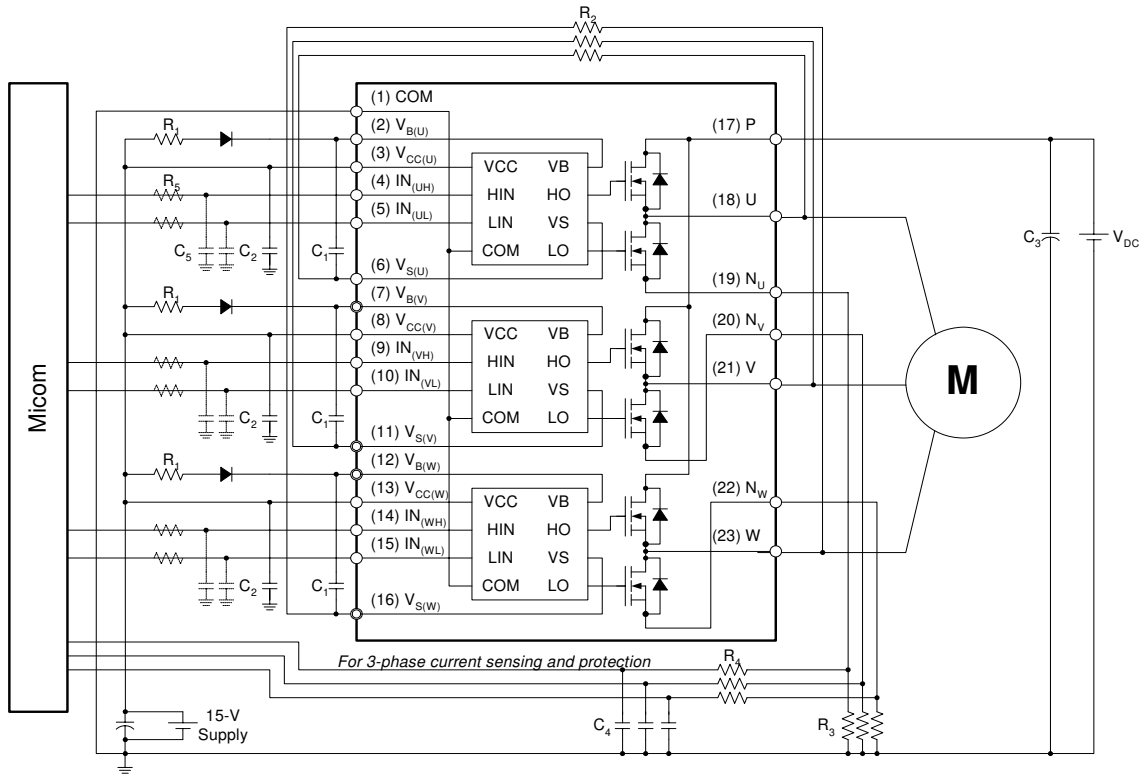 R2
Micom
(1) COM
(2) VB(U)
(3) VCC(U)
(4) IN(UH)
(5) IN(UL)
(6) VS(U)
(7) VB(V)
(8) VCC(V)
(9) IN(VH)
(10) IN(VL)
(11) VS(V)
(12) VB(W)
(13) VCC(W)
(14) IN(WH)
(15) IN(WL)
(16) VS(W)
R1
R5
C5
C2
C1
R1
C2
C1
R1
C2
C1
VCC VB
HIN HO
LIN VS
COM LO
VCC VB
HIN HO
LIN VS
COM LO
VCC VB
HIN HO
LIN VS
COM LO
(17) P
(18) U
(19) NU
(20) NV
(21) V
(22) NW
(23) W
C3
VDC
M
For 3-phase current sensing and protection
R4
15-V
Supply
C4
R3